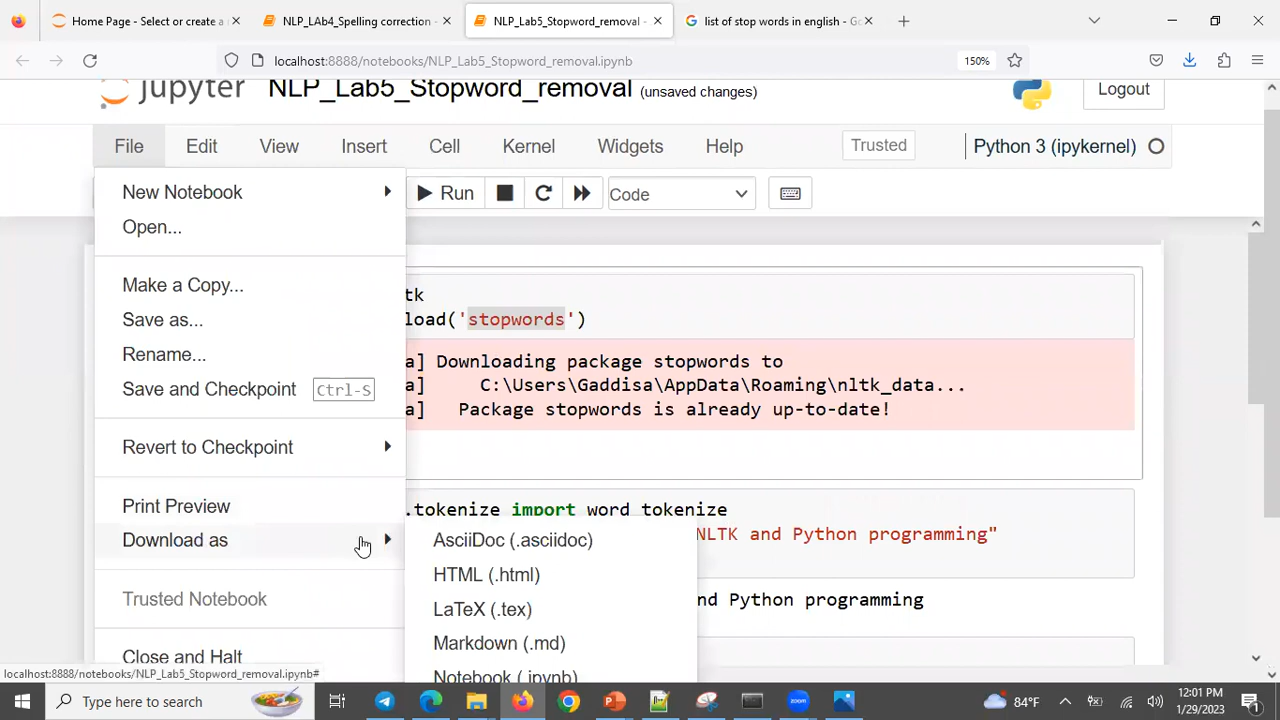 Home Page - Select or create a
NLP_LAb4_Spelling correction -
NLP_Lab5_Stopword_removal -
list of stop words in english - Go
localhost:8888/notebooks/NLP_Lab5_Stopword_removal.ipynb
150%
jupyter NLP_Lab5_Stopword_removal (unsaved changes)
Logout
File Edit View Insert Cell Kernel Widgets Help
Trusted
Python 3 (ipykernel)
Run
Code
New Notebook
Open...
Make a Copy...
Save as...
Rename...
Save and Checkpoint Ctrl-S
Revert to Checkpoint
Print Preview
Download as
Trusted Notebook
Close and Halt
AsciiDoc (.asciidoc)
HTML (.html)
LaTeX (.tex)
Markdown (.md)
Notebook (.ipynb)
tk
load('stopwords')
a] Downloading package stopwords to
a] C:\Users\Gaddisa\AppData\Roaming\nltk_data...
a] Package stopwords is already up-to-date!
.tokenize import word_tokenize
NLTK and Python programming"
nd Python programming
localhost:8888/notebooks/NLP_Lab5_Stopword_removal.ipynb#
Type here to search
84°F
12:01 PM
1/29/2023
1